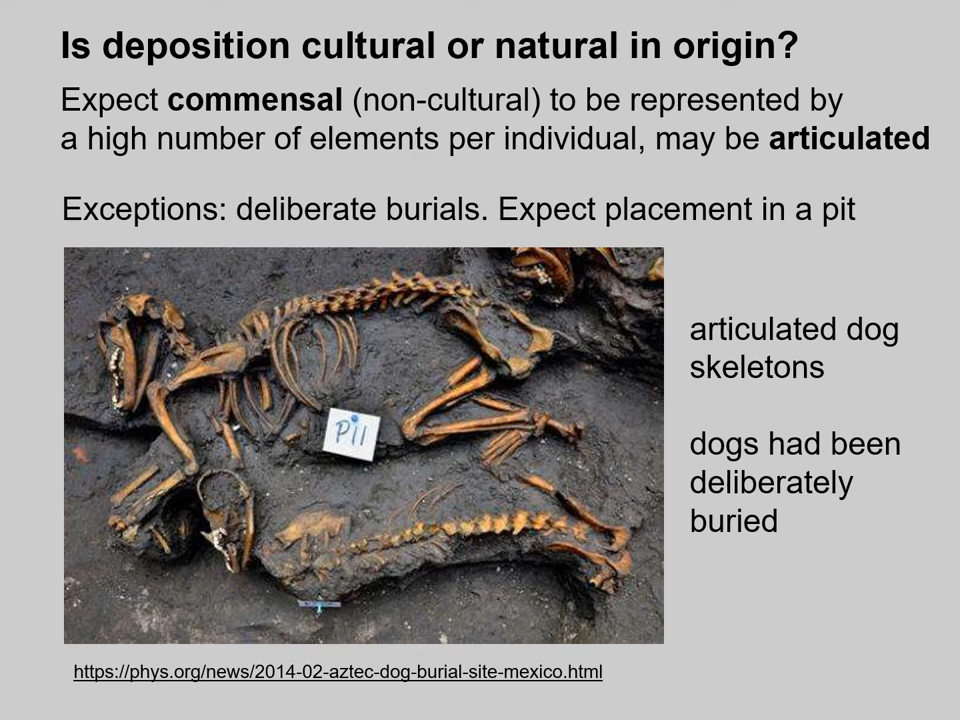 Is deposition cultural or natural in origin?
Expect commensal (non-cultural) to be represented by
a high number of elements per individual, may be articulated
Exceptions: deliberate burials. Expect placement in a pit
articulated dog
skeletons
dogs had been
deliberately
buried
P11
https://phys.org/news/2014-02-aztec-dog-burial-site-mexico.html